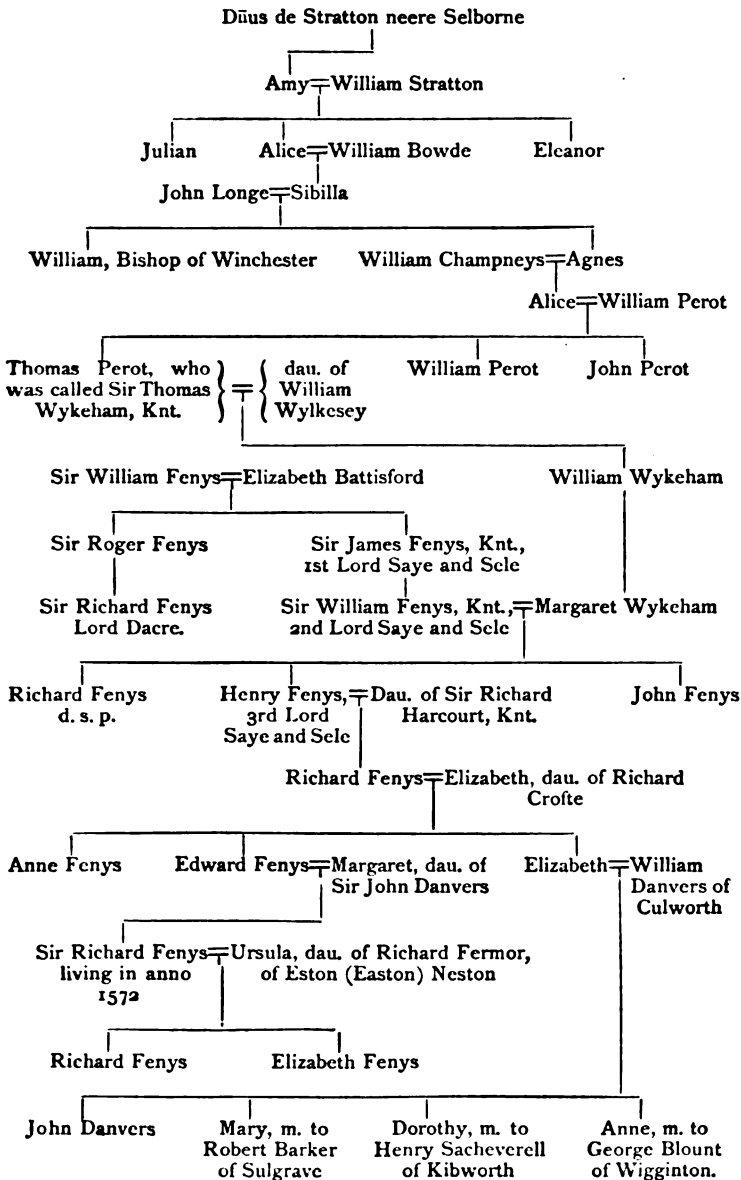 Dn̄us de Stratton neere Selborne
Amy William Stratton
Julian Alice William Bowde Eleanor
John Longe Sibilla
William, Bishop of Winchester William Champneys Agnes
Alice William Perot
Thomas Perot, who was called Sir Thomas Wykeham, Knt. dau. of William Wylkesey William Perot John Perot
Sir William Fenys Elizabeth Battisford William Wykeham
Sir Roger Fenys Sir James Fenys, Knt.,
1st Lord Saye and Sele
Sir Richard Fenys Sir William Fenys, Knt., Margaret Wykeham
Lord Dacre. 2nd Lord Saye and Sele
Richard Fenys Henry Fenys, Dau. of Sir Richard John Fenys
d. s. p. 3rd Lord Harcourt, Knt.
Saye and Sele
Richard Fenys Elizabeth, dau. of Richard
Crofte
Anne Fenys Edward Fenys Margaret, dau. of Elizabeth William
Sir John Danvers Danvers of
Culworth
Sir Richard Fenys Ursula, dau. of Richard Fermor,
living in anno of Eston (Easton) Neston
1572
Richard Fenys Elizabeth Fenys
John Danvers Mary, m. to Dorothy, m. to Anne, m. to
Robert Barker Henry Sacheverell George Blount
of Sulgrave of Kibworth of Wigginton.